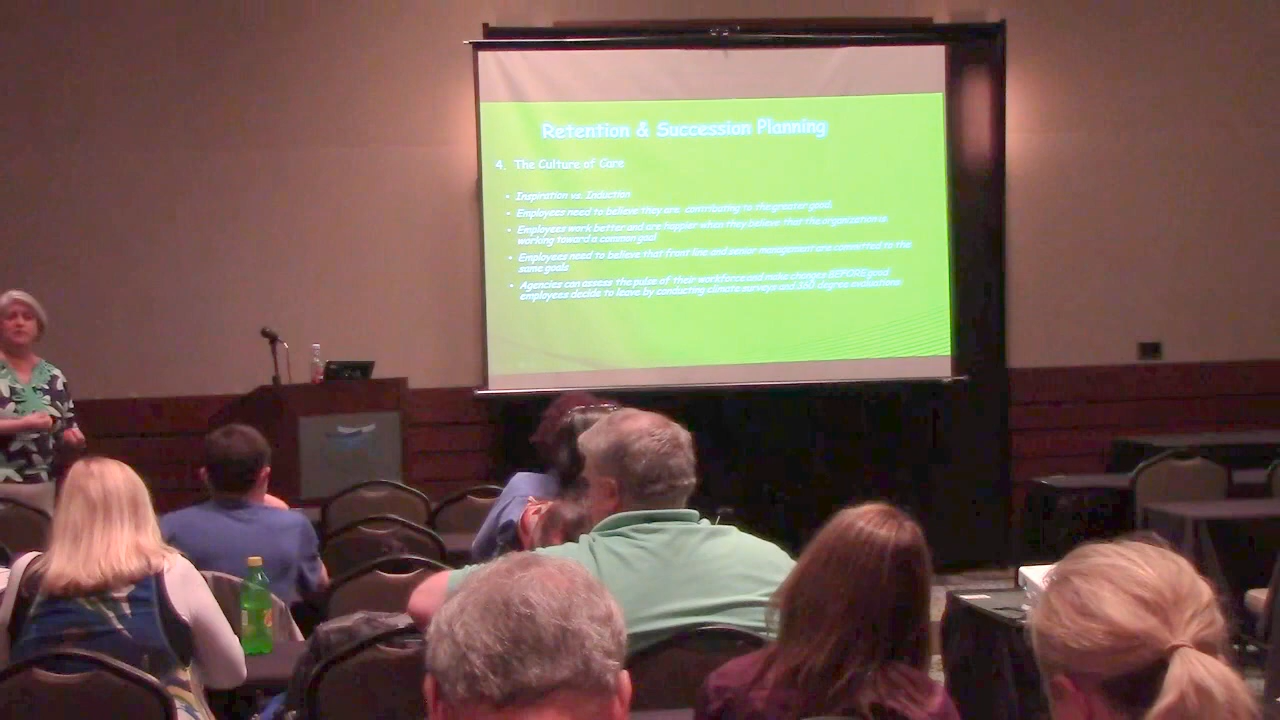 Retention & Succession Planning
4. The Culture of Care
• Inspiration vs. Induction
• Employees need to believe they are contributing to the greater good.
• Employees work better and are happier when they believe that the organization is
working toward a common goal
• Employees need to believe that front line and senior management are committed to the
same goals
• Agencies can assess the pulse of their workforce and make changes BEFORE good
employees decide to leave by conducting climate surveys and 360 degree evaluations